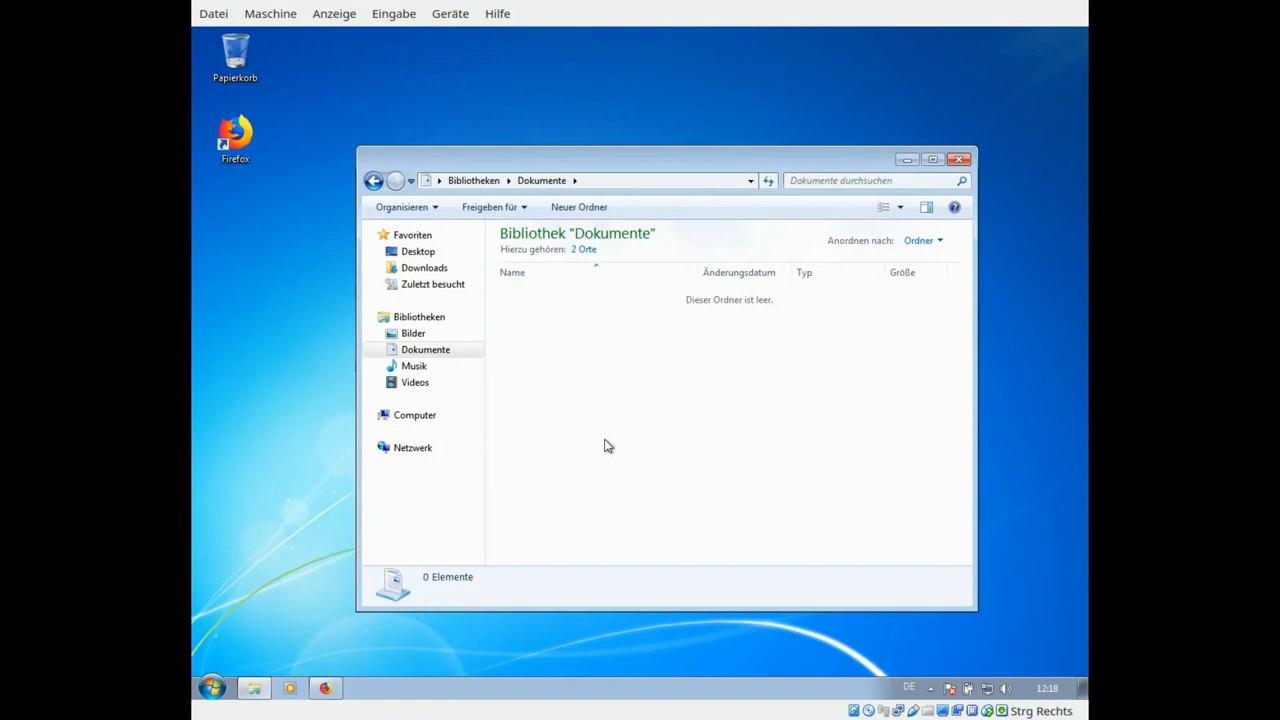 Datei Maschine Anzeige Eingabe Geräte Hilfe
Papierkorb
Firefox
Bibliotheken Dokumente
Dokumente durchsuchen
Organisieren Freigeben für Neuer Ordner
Favoriten
Desktop
Downloads
Zuletzt besucht
Bibliotheken
Bilder
Dokumente
Musik
Videos
Computer
Netzwerk
Bibliothek "Dokumente"
Hierzu gehören: 2 Orte
Anordnen nach: Ordner
Name Änderungsdatum Typ Größe
Dieser Ordner ist leer.
0 Elemente
DE 12:18
Strg Rechts